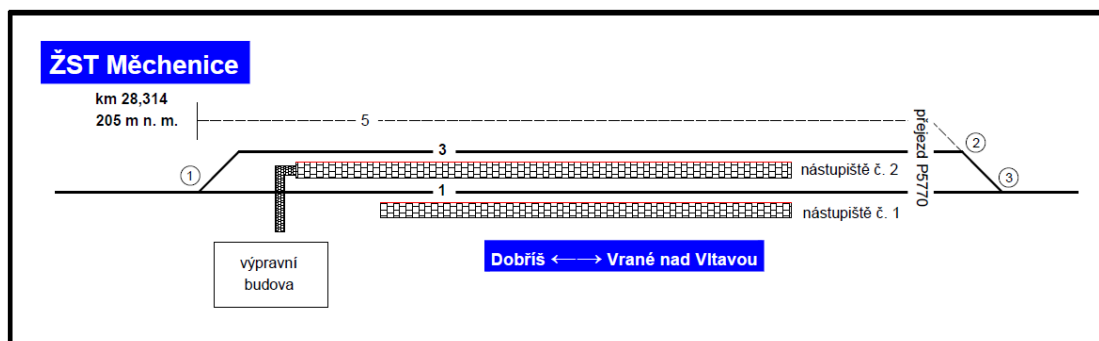 ŽST Měchenice
km 28,314
205 m n. m.
5
přejezd P5770
3
2
1
nástupiště č. 2
3
1
nástupiště č. 1
výpravní
budova
Dobříš ←—→ Vrané nad Vltavou